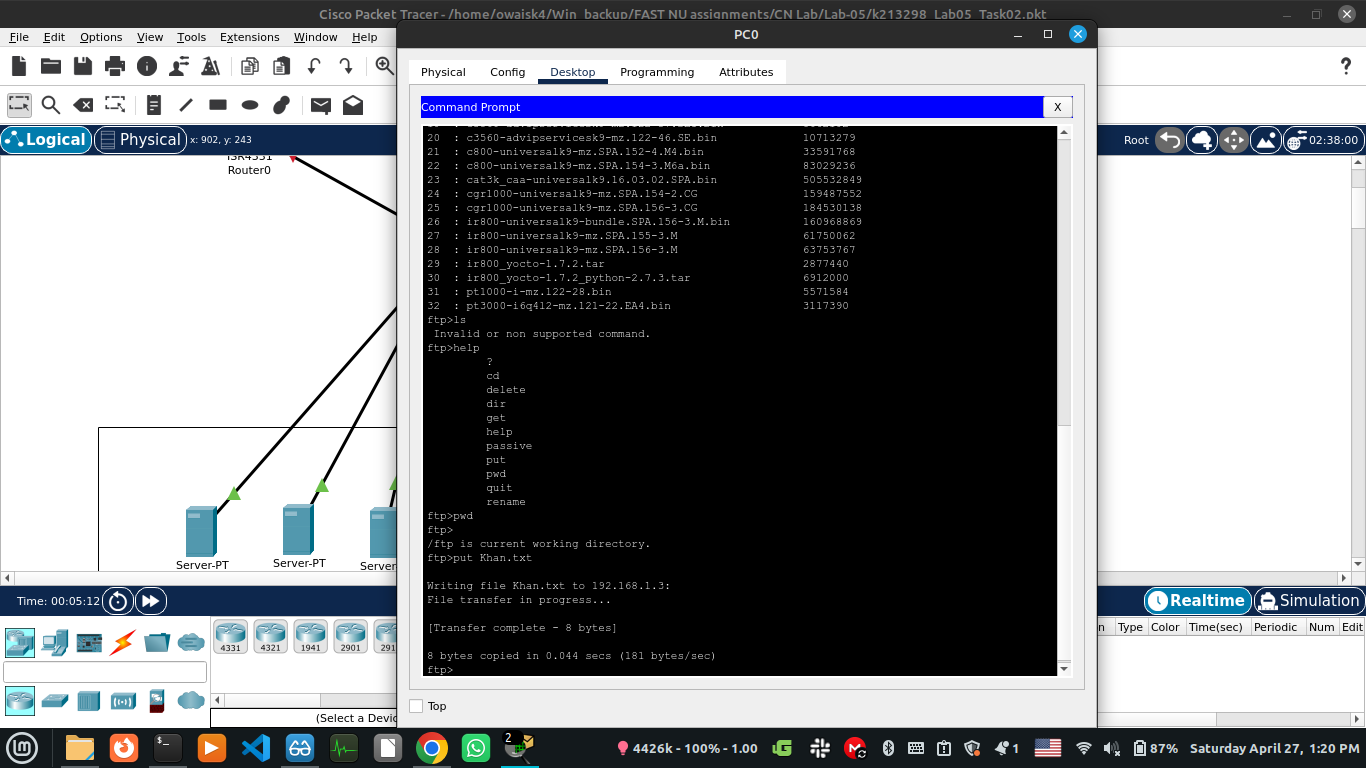 Cisco Packet Tracer - /home/owaisk4/Win_backup/FAST NU assignments/CN Lab/Lab-05/k213298_Lab05_Task02.pkt
File Edit Options View Tools Extensions Window Help
PC0
Physical Config Desktop Programming Attributes
Command Prompt
X
Logical Physical x: 902, y: 243
Root 02:38:00
ISR4331
Router0
20 : c3560-advipservicesk9-mz.122-46.SE.bin 10713279
21 : c800-universalk9-mz.SPA.152-4.M4.bin 33591768
22 : c800-universalk9-mz.SPA.154-3.M6a.bin 83029236
23 : cat3k_caa-universalk9.16.03.02.SPA.bin 505532849
24 : cgr1000-universalk9-mz.SPA.154-2.CG 159487552
25 : cgr1000-universalk9-mz.SPA.156-3.CG 184530138
26 : ir800-universalk9-bundle.SPA.156-3.M.bin 160968869
27 : ir800-universalk9-mz.SPA.155-3.M 61750062
28 : ir800-universalk9-mz.SPA.156-3.M 63753767
29 : ir800_yocto-1.7.2.tar 2877440
30 : ir800_yocto-1.7.2_python-2.7.3.tar 6912000
31 : pt1000-i-mz.122-28.bin 5571584
32 : pt3000-i6q4l2-mz.121-22.EA4.bin 3117390
ftp>ls
Invalid or non supported command.
ftp>help
?
cd
delete
dir
get
help
passive
put
pwd
quit
rename
ftp>pwd
ftp>
/ftp is current working directory.
ftp>put Khan.txt
Writing file Khan.txt to 192.168.1.3:
File transfer in progress...
[Transfer complete - 8 bytes]
8 bytes copied in 0.044 secs (181 bytes/sec)
ftp>
Server-PT Server-PT Server
Time: 00:05:12
Realtime Simulation
4331 4321 1941 2901 291
n Type Color Time(sec) Periodic Num Edit
(Select a Devic
Top
2
4426k - 100% - 1.00
1
87%
Saturday April 27, 1:20 PM